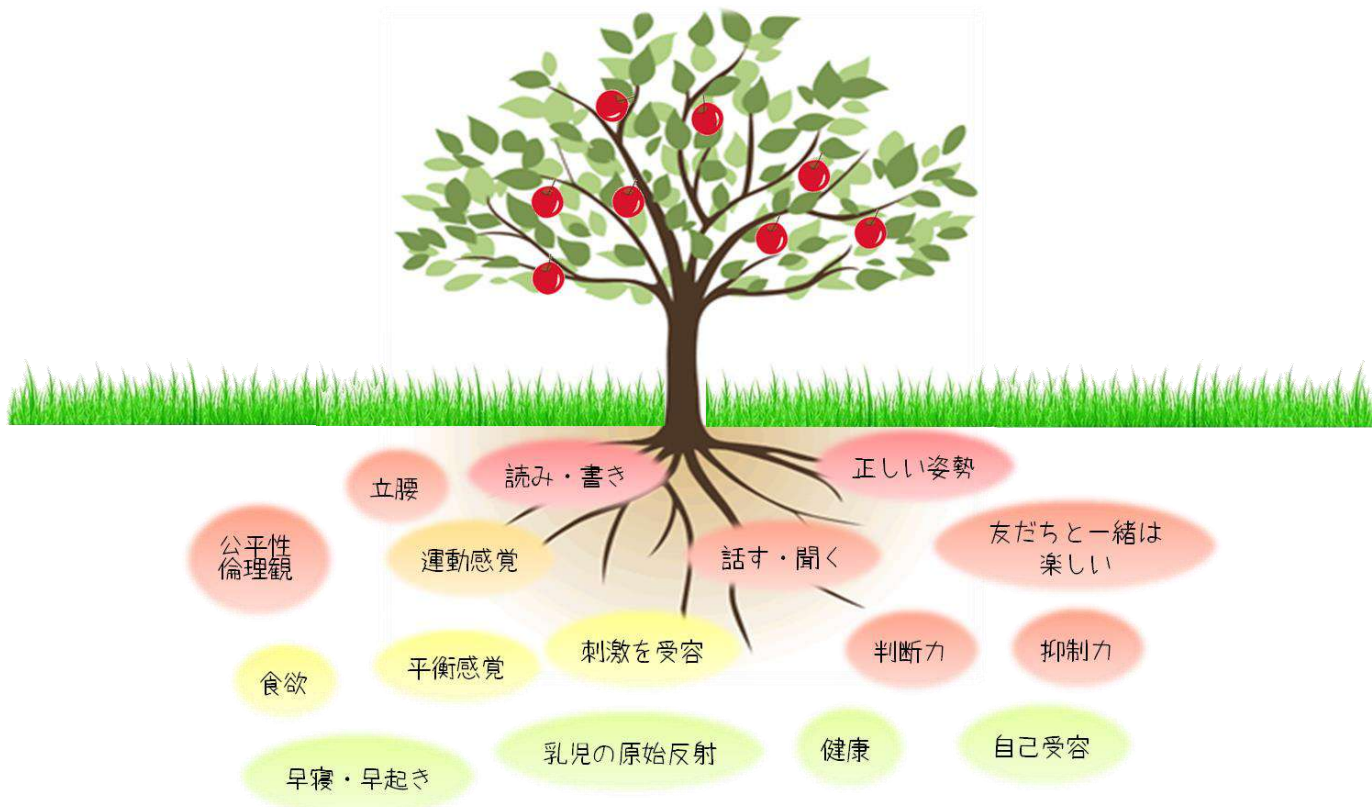 読み・書き
正しい姿勢
立腰
公平性
倫理観
運動感覚
話す・聞く
友だちと一緒は
楽しい
食欲
平衡感覚
刺激を受容
判断力
抑制力
早寝・早起き
乳児の原始反射
健康
自己受容